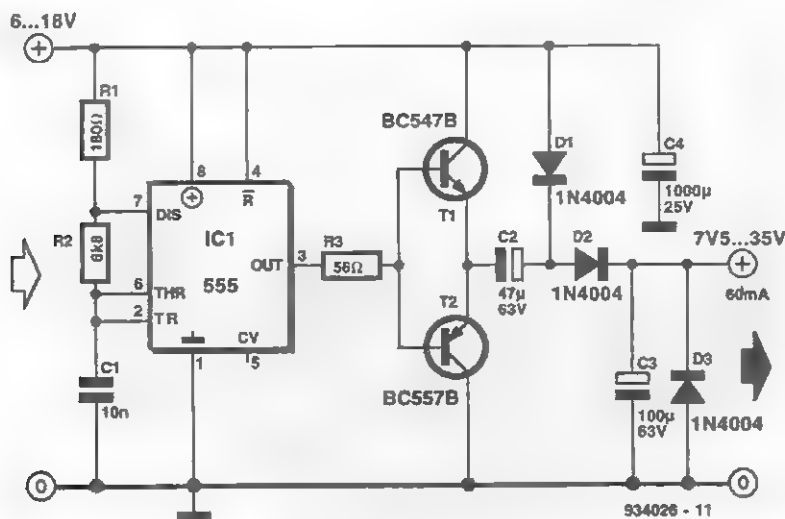 6...18V
R1
180Ω
BC547B
D1
C4
8
4
1N4004
1000µ
25V
⊕
R
7
DIS
T1
R2
6k8
IC1
R3
C2
D2
7V5...35V
OUT
3
56Ω
6
THR
555
47µ
63V
1N4004
60mA
2
TR
T2
CV
C1
1
5
C3
D3
10n
BC557B
100µ
63V
1N4004
0
0
934026 - 11